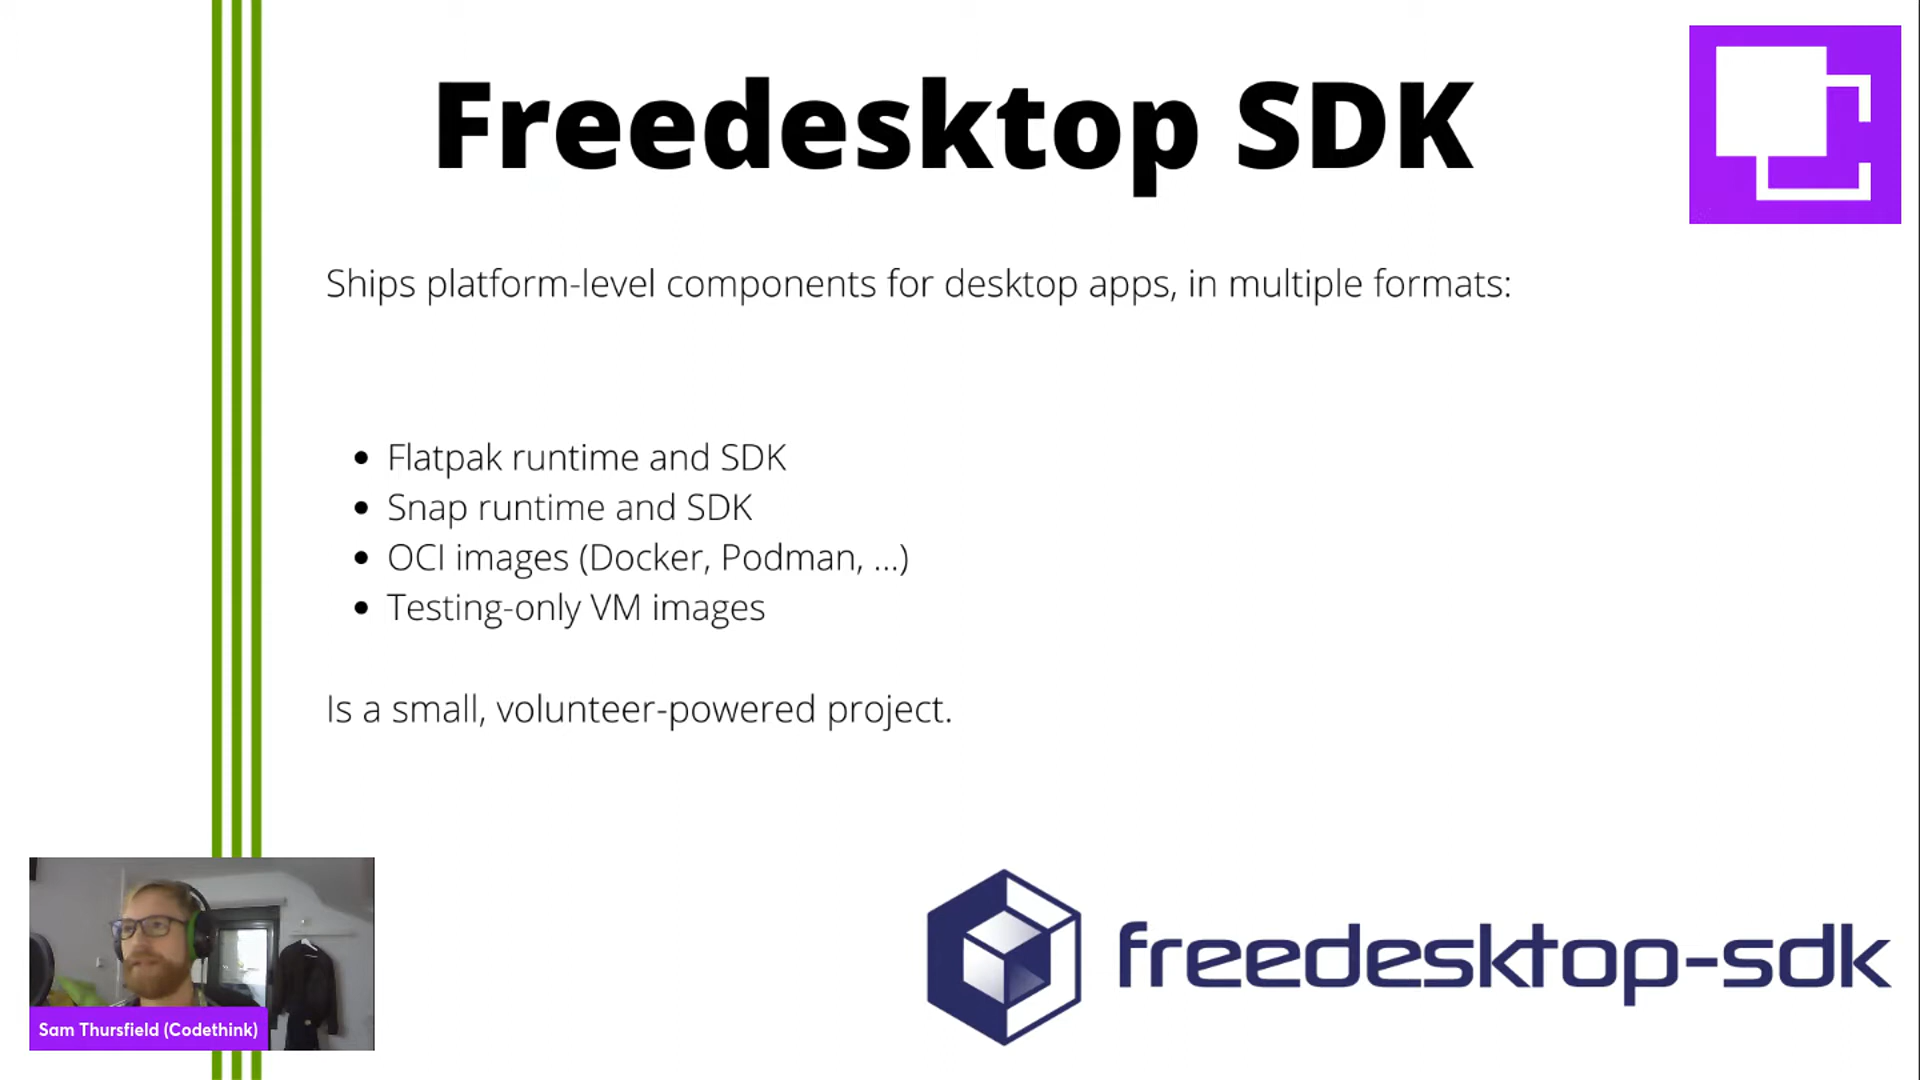 Freedesktop SDK
Ships platform-level components for desktop apps, in multiple formats:
• Flatpak runtime and SDK
• Snap runtime and SDK
• OCI images (Docker, Podman, ...)
• Testing-only VM images
Is a small, volunteer-powered project.
Sam Thursfield (Codethink)
freedesktop-sdk